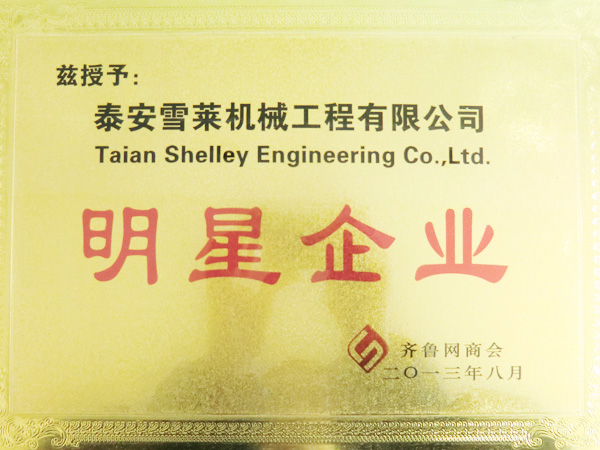 兹授予：
泰安雪莱机械工程有限公司
Taian Shelley Engineering Co.,Ltd.
明星企业
齐鲁网商会
二〇一三年八月